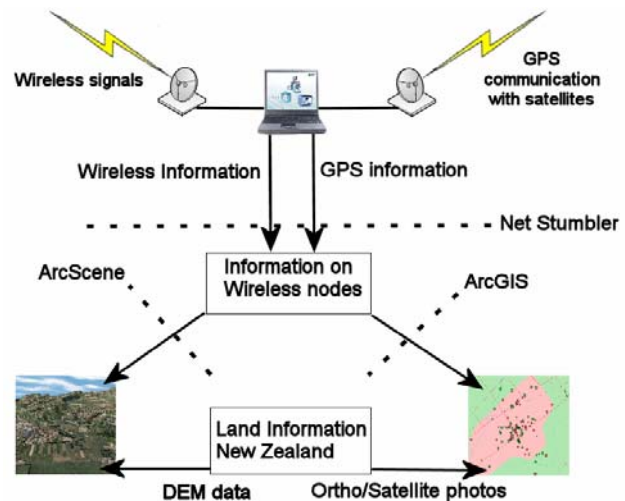 Wireless signals
GPS
communication
with satellites
Wireless Information
GPS information
Net Stumbler
ArcScene
Information on
Wireless nodes
ArcGIS
Land Information
New Zealand
DEM data
Ortho/Satellite photos